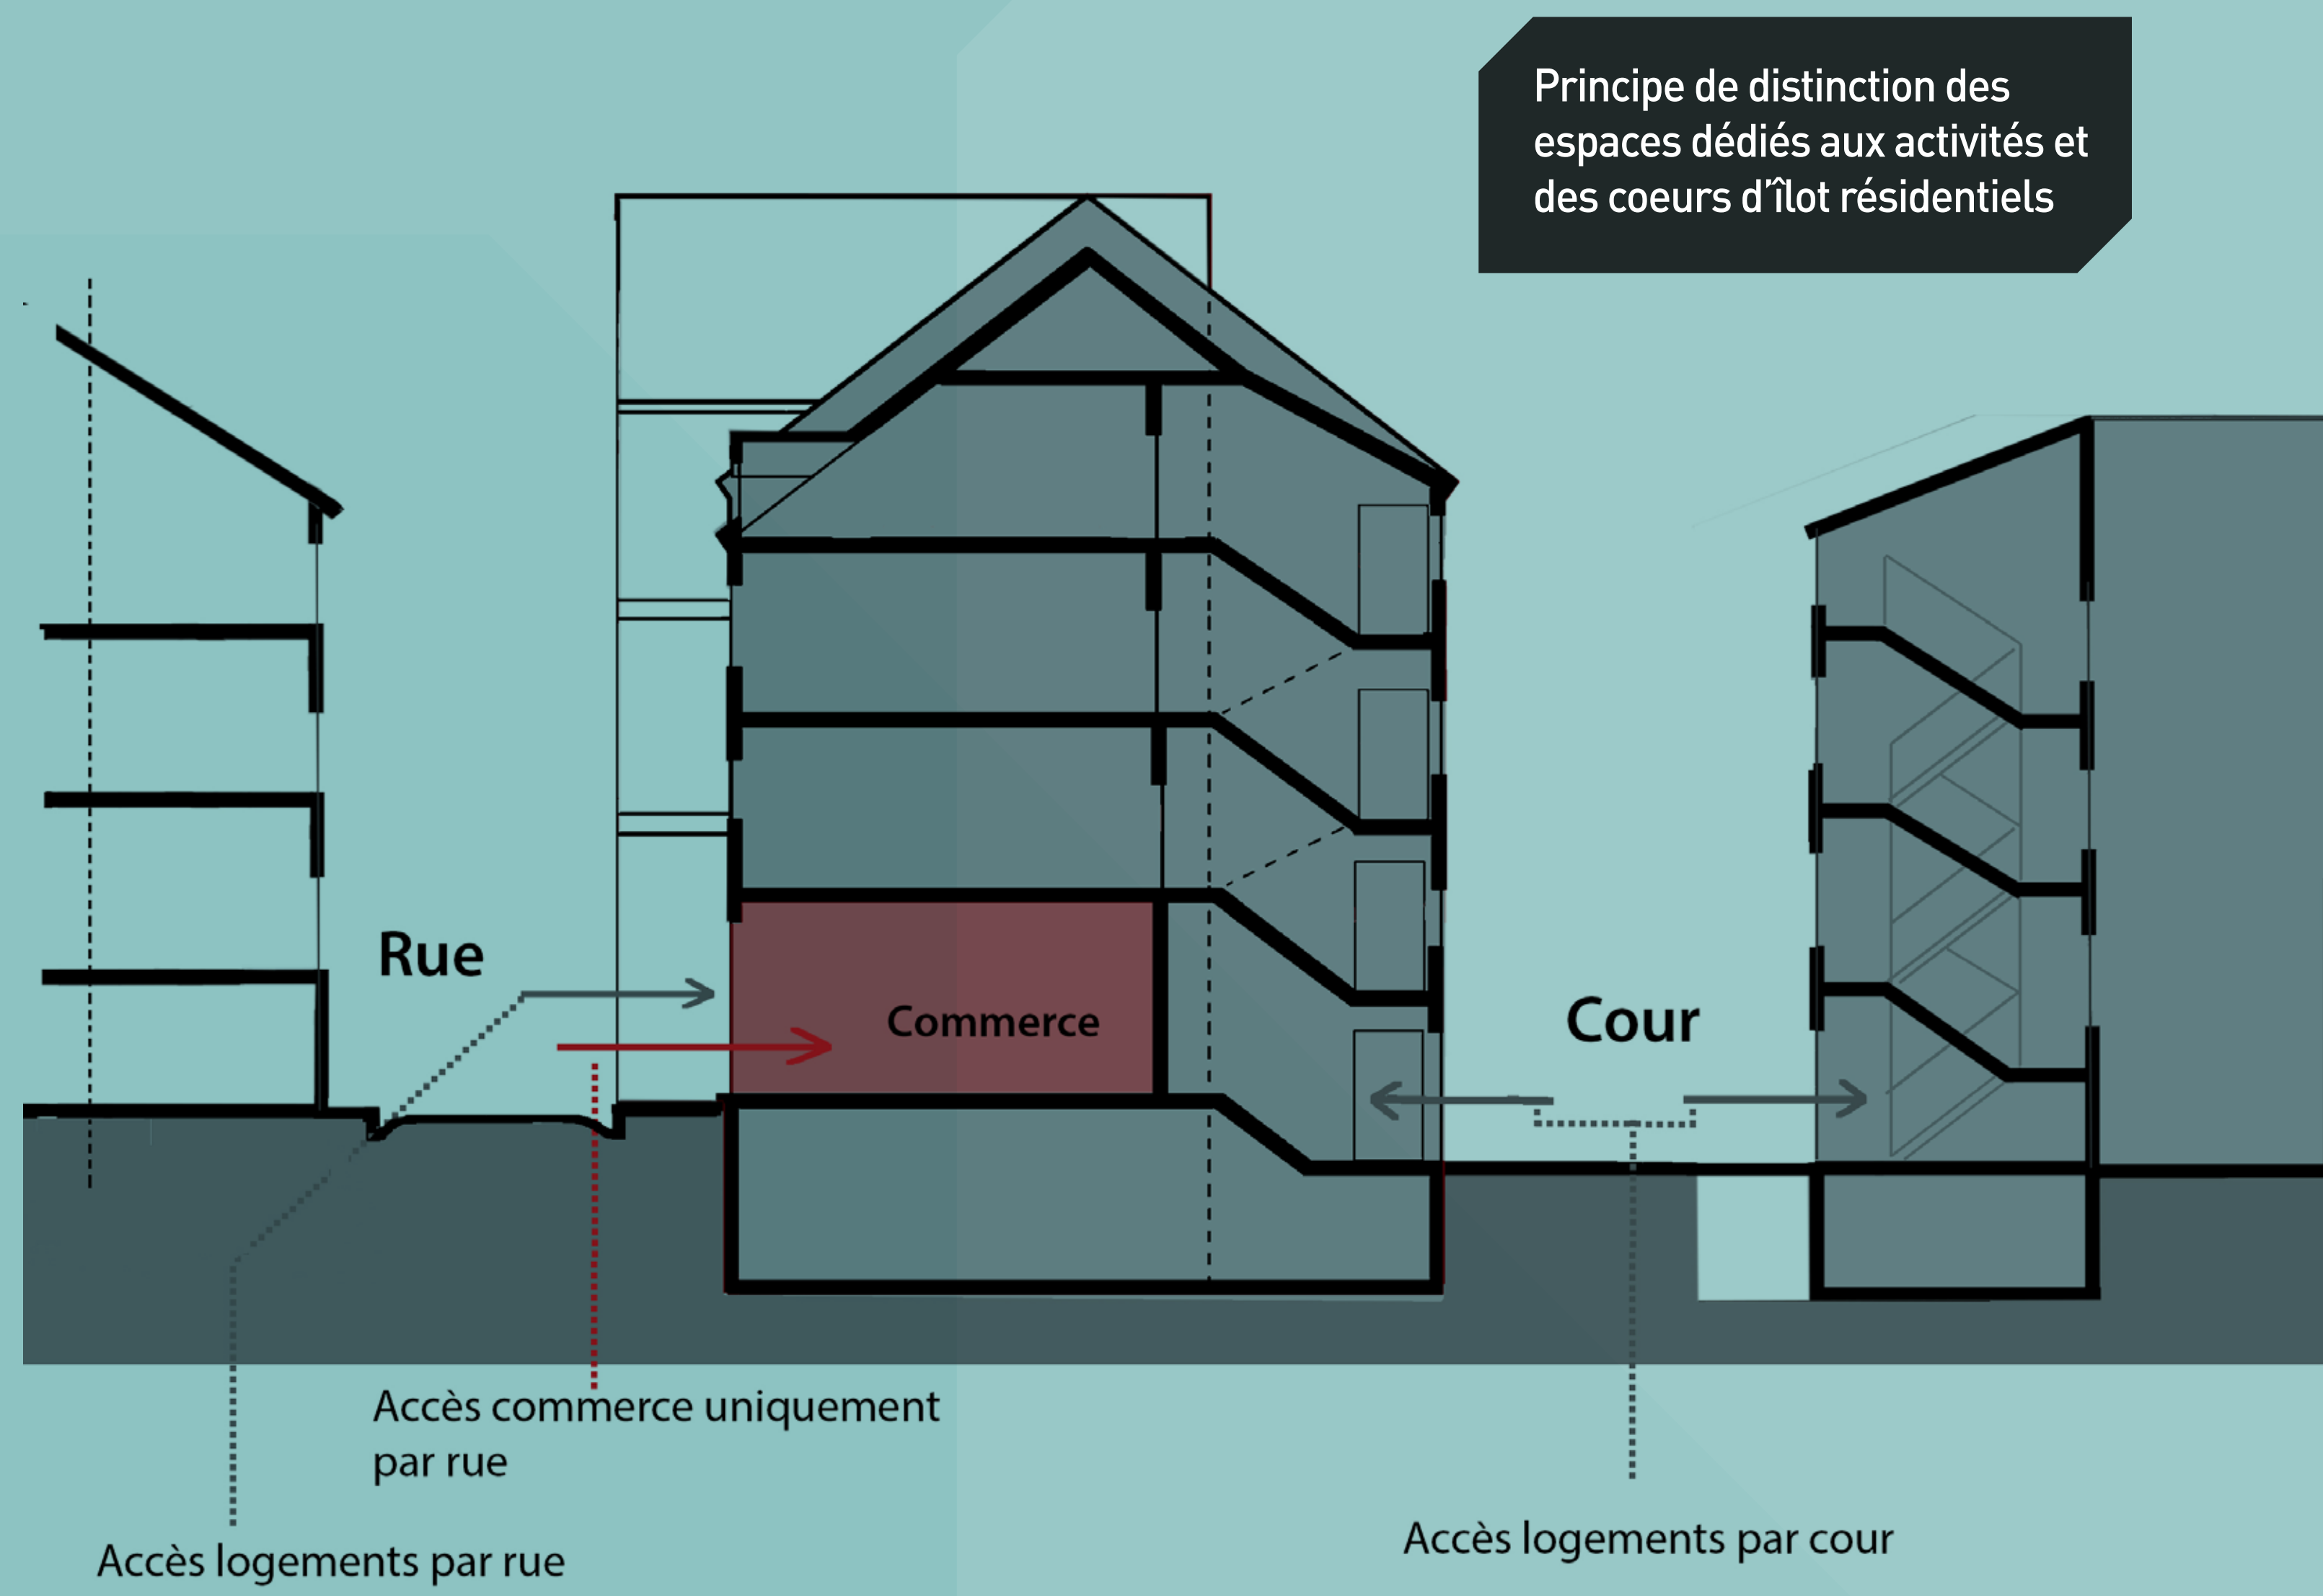 Principe de distinction des
espaces dédiés aux activités et
des coeurs d'îlot résidentiels
Rue
Commerce
Cour
Accès commerce uniquement
par rue
Accès logements par rue
Accès logements par cour